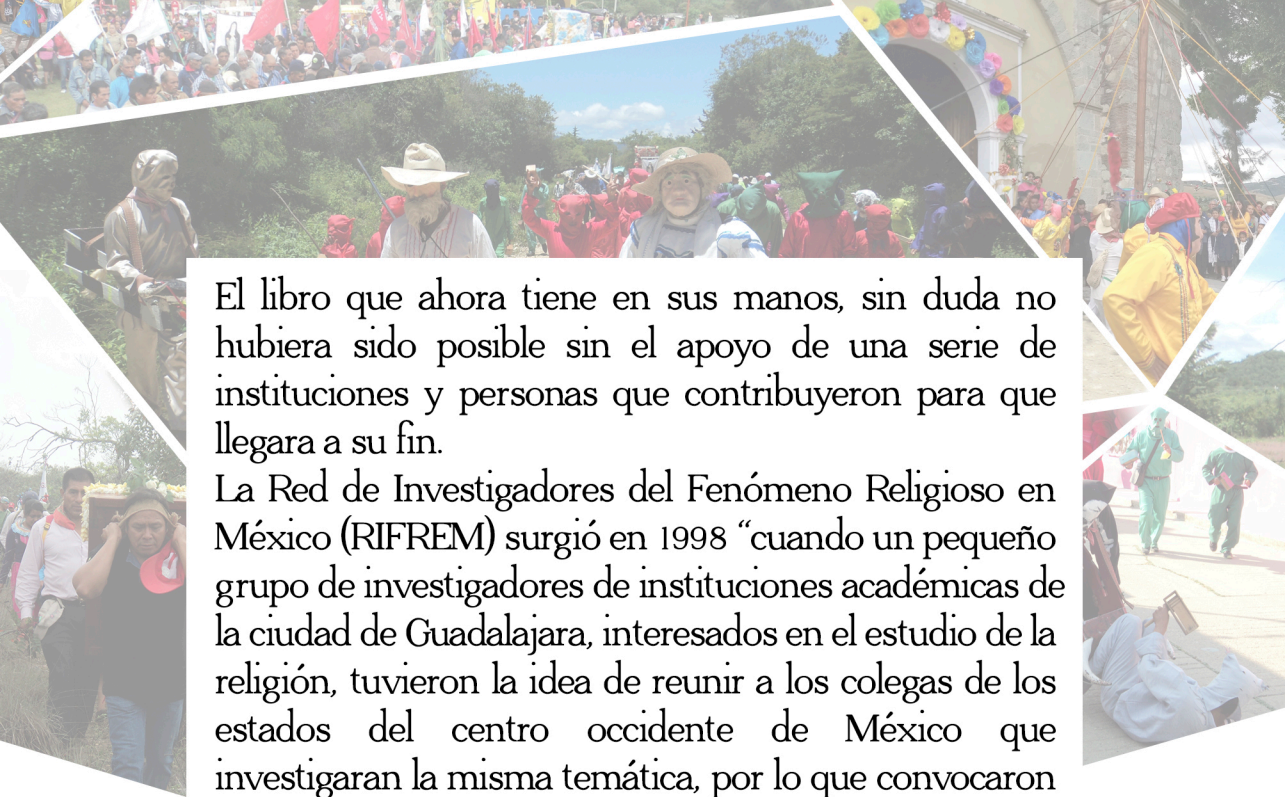 El libro que ahora tiene en sus manos, sin duda no
hubiera sido posible sin el apoyo de una serie de
instituciones y personas que contribuyeron para que
llegara a su fin.
La Red de Investigadores del Fenómeno Religioso en
México (RIFREM) surgió en 1998 “cuando un pequeño
grupo de investigadores de instituciones académicas de
la ciudad de Guadalajara, interesados en el estudio de la
religión, tuvieron la idea de reunir a los colegas de los
estados del centro occidente de México que
investigaran la misma temática, por lo que convocaron